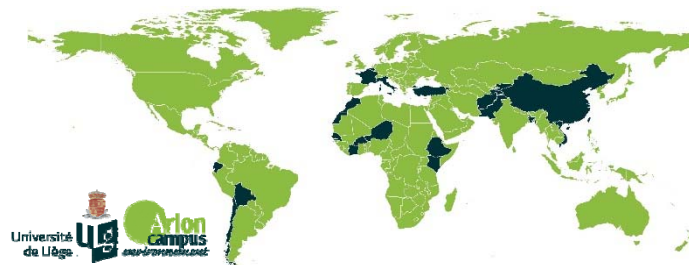 Université
de Liège
Arlon
campus
environnement